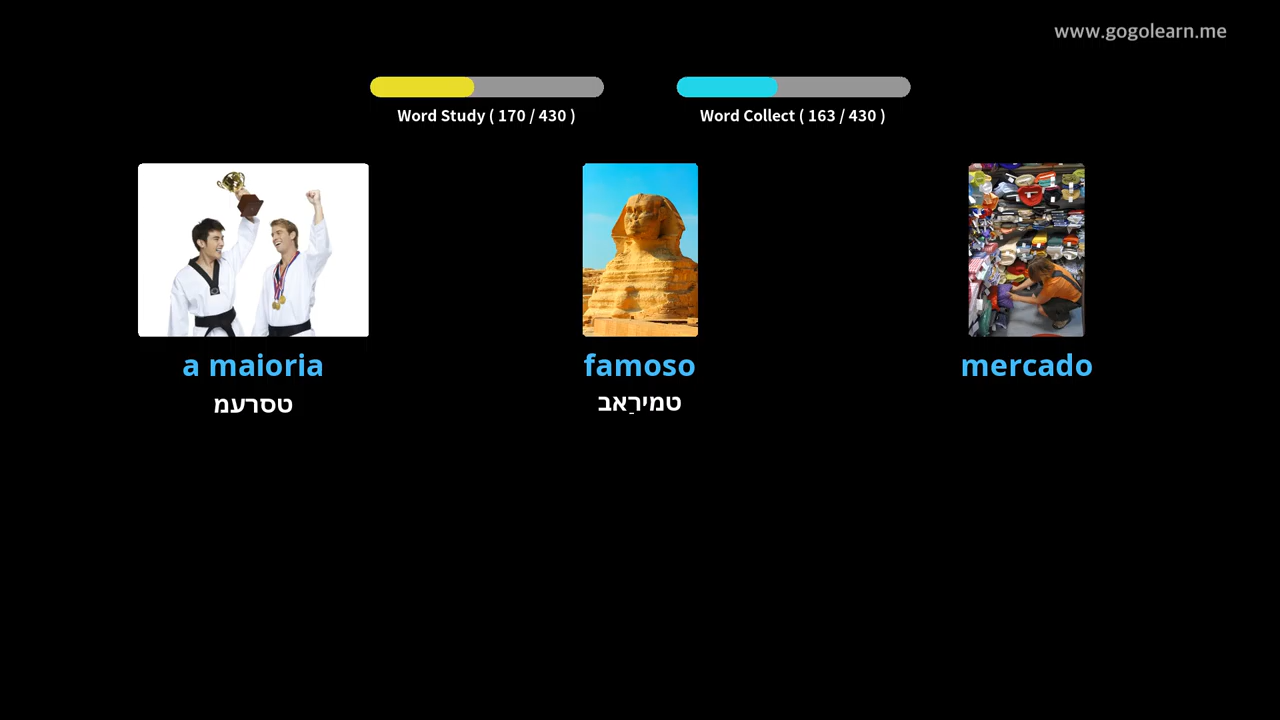 www.gogolearn.me
Word Study ( 170 / 430 )
Word Collect ( 163 / 430 )
a maioria
famoso
mercado
טסרעמ
טמירַאב